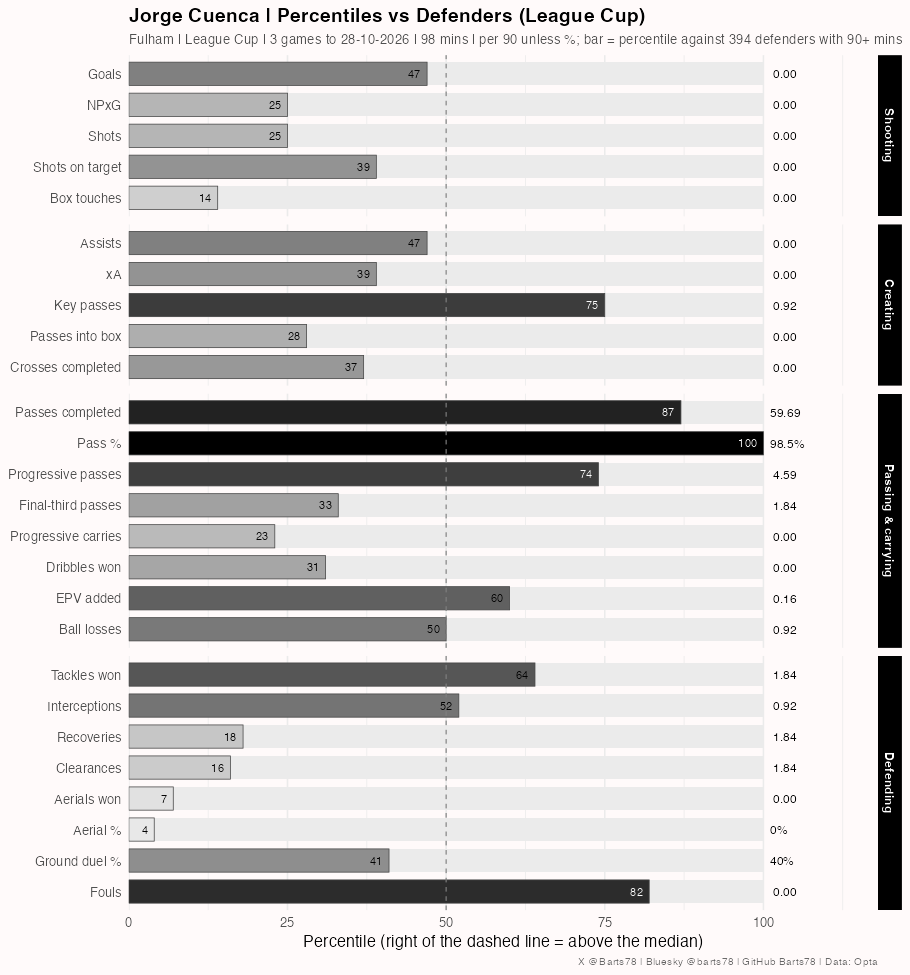 Jorge Cuenca | Percentiles vs Defenders (League Cup)
Fulham | League Cup | 3 games to 28-10-2026 | 98 mins | per 90 unless %; bar = percentile against 394 defenders with 90+ mins
Shooting
Goals 47 0.00
NPxG 25 0.00
Shots 25 0.00
Shots on target 39 0.00
Box touches 14 0.00
Creating
Assists 47 0.00
xA 39 0.00
Key passes 75 0.92
Passes into box 28 0.00
Crosses completed 37 0.00
Passing & carrying
Passes completed 87 59.69
Pass % 100 98.5%
Progressive passes 74 4.59
Final-third passes 33 1.84
Progressive carries 23 0.00
Dribbles won 31 0.00
EPV added 60 0.16
Ball losses 50 0.92
Defending
Tackles won 64 1.84
Interceptions 52 0.92
Recoveries 18 1.84
Clearances 16 1.84
Aerials won 7 0.00
Aerial % 4 0%
Ground duel % 41 40%
Fouls 82 0.00
0 25 50 75 100
Percentile (right of the dashed line = above the median)
X @Barts78 | Bluesky @barts78 | GitHub Barts78 | Data: Opta